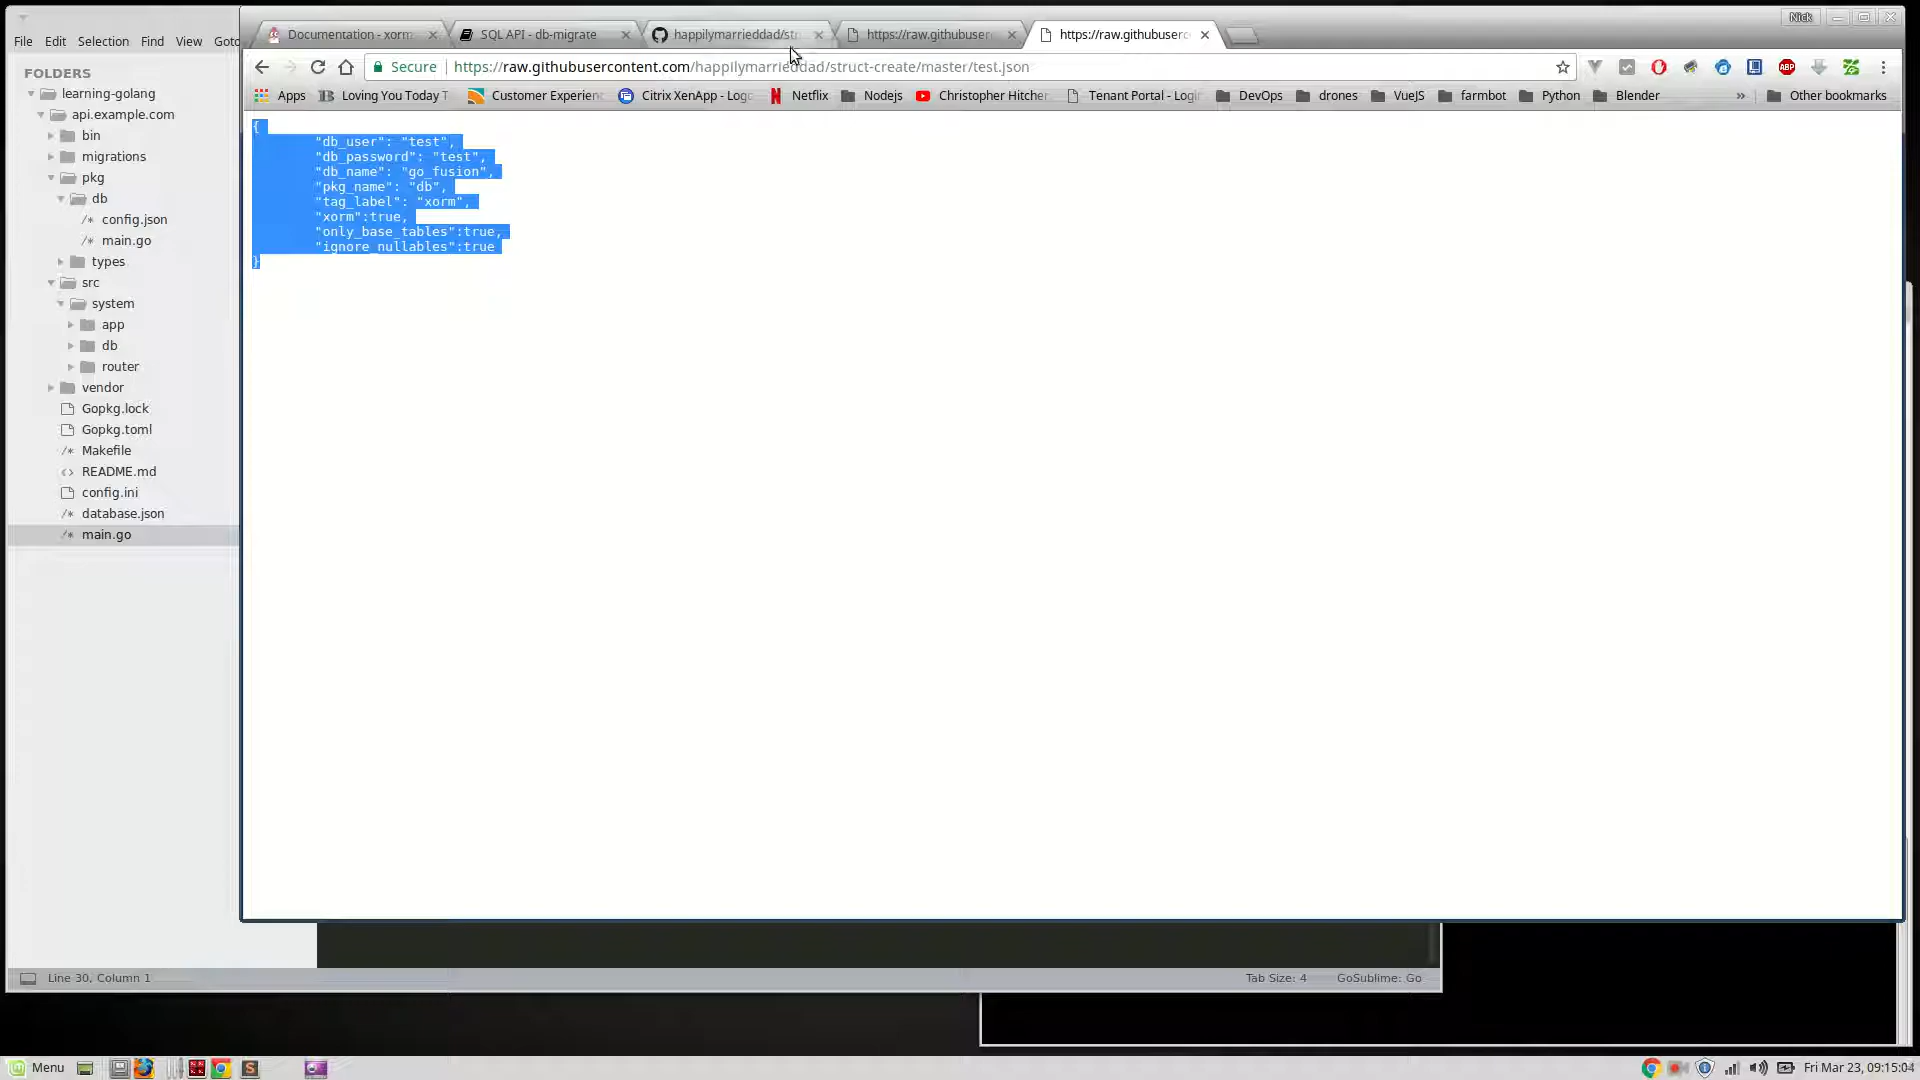 Nick
File Edit Selection Find View Goto
Documentation - xorm
SQL API - db-migrate
happilymarrieddad/str
https://raw.githubuser
https://raw.githubuserc
Secure https://raw.githubusercontent.com/happilymarrieddad/struct-create/master/test.json
Apps Loving You Today T Customer Experien Citrix XenApp - Logo Netflix Nodejs Christopher Hitchen Tenant Portal - Login DevOps drones VueJS farmbot Python Blender » Other bookmarks
ABP
FOLDERS
learning-golang
api.example.com
bin
migrations
pkg
db
config.json
main.go
types
src
system
app
db
router
vendor
Gopkg.lock
Gopkg.toml
Makefile
README.md
config.ini
database.json
main.go
{
"db_user": "test",
"db_password": "test",
"db_name": "go_fusion",
"pkg_name": "db",
"tag_label": "xorm",
"xorm":true,
"only_base_tables":true,
"ignore_nullables":true
}
Line 30, Column 1
Tab Size: 4
GoSublime: Go
Menu
Fri Mar 23, 09:15:04